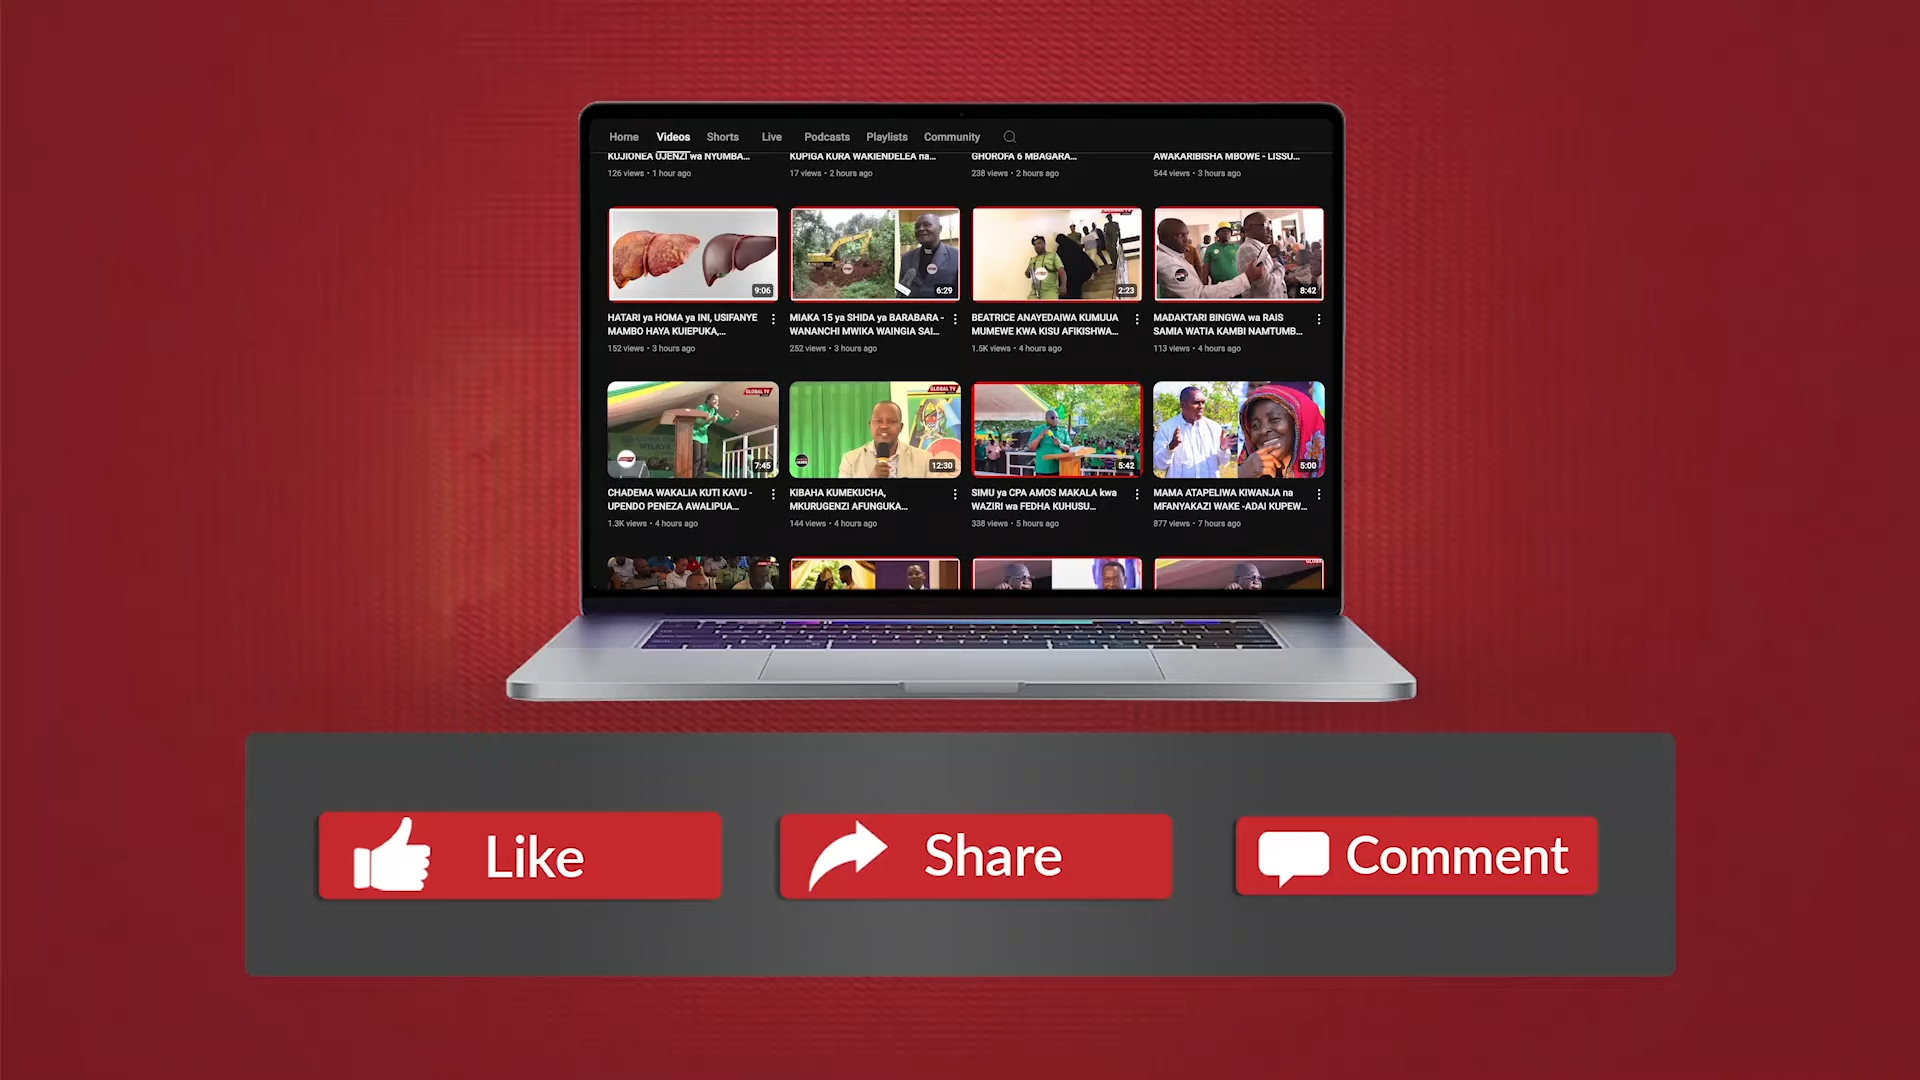 Home Videos Shorts Live Podcasts Playlists Community
KUJIONEA UJENZI wa NYUMBA...
126 views • 1 hour ago
KUPIGA KURA WAKIENDELEA na...
17 views • 2 hours ago
GHOROFA 6 MBAGARA...
238 views • 2 hours ago
AWAKARIBISHA MBOWE - LISSU...
544 views • 3 hours ago
9:06
HATARI ya HOMA ya INI, USIFANYE
MAMBO HAYA KUIEPUKA,...
152 views • 3 hours ago
6:29
MIAKA 15 ya SHIDA ya BARABARA -
WANANCHI MWIKA WAINGIA SAI...
252 views • 3 hours ago
2:23
BEATRICE ANAYEDAIWA KUMUUA
MUMEWE KWA KISU AFIKISHWA...
1.5K views • 4 hours ago
8:42
MADAKTARI BINGWA wa RAIS
SAMIA WATIA KAMBI NAMTUMB...
113 views • 4 hours ago
GLOBAL TV
WILAYA
7:45
CHADEMA WAKALIA KUTI KAVU -
UPENDO PENEZA AWALIPUA...
1.3K views • 4 hours ago
GLOBAL TV
12:30
KIBAHA KUMEKUCHA,
MKURUGENZI AFUNGUKA...
144 views • 4 hours ago
5:42
SIMU ya CPA AMOS MAKALA kwa
WAZIRI wa FEDHA KUHUSU...
338 views • 5 hours ago
5:00
MAMA ATAPELIWA KIWANJA na
MFANYAKAZI WAKE -ADAI KUPEW...
877 views • 7 hours ago
Like
Share
Comment